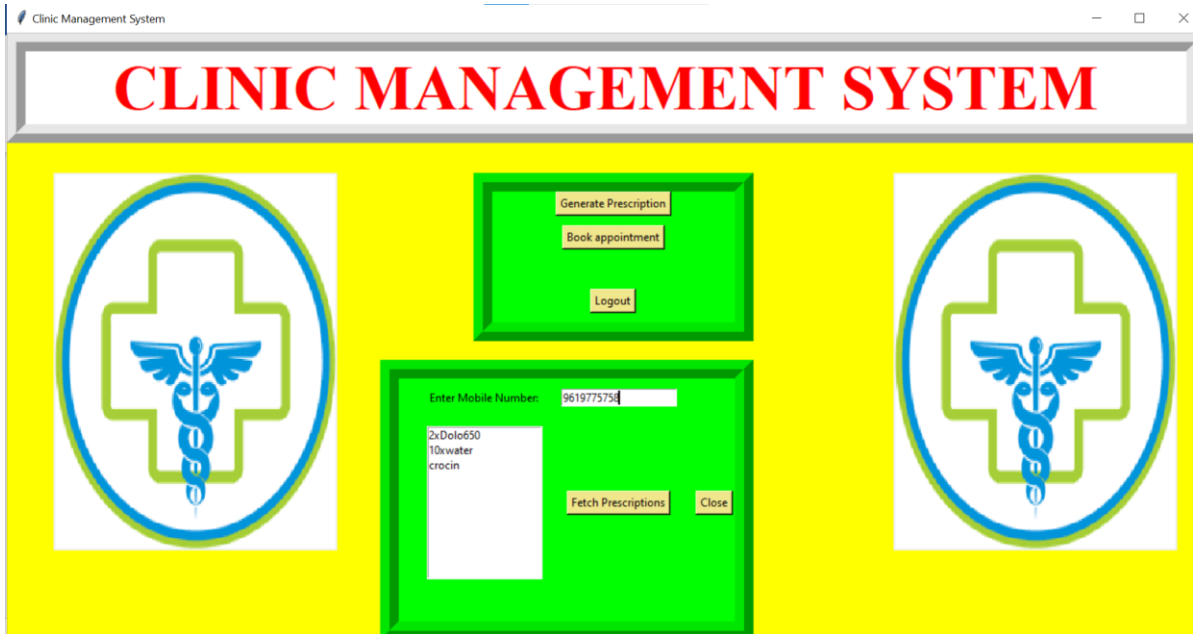 Clinic Management System
CLINIC MANAGEMENT SYSTEM
Generate Prescription
Book appointment
Logout
Enter Mobile Number: 9619775758
2xDolo650
10xwater
crocin
Fetch Prescriptions Close